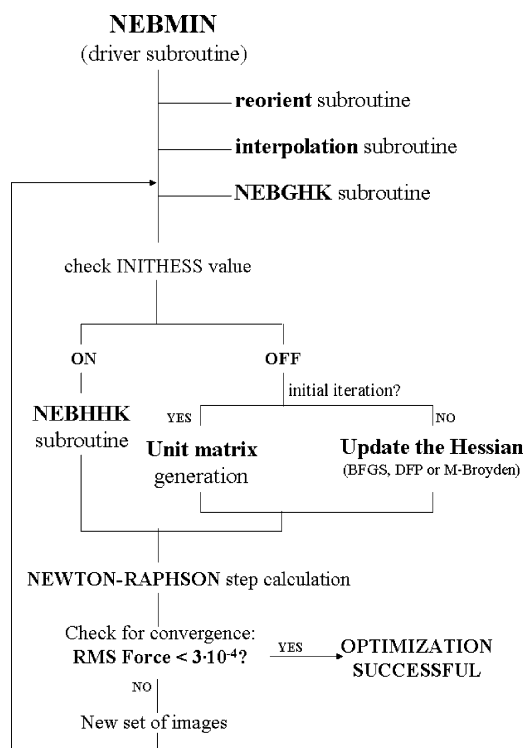 NEBMIN
(driver subroutine)
reorient subroutine
interpolation subroutine
NEBGHK subroutine
check INITHESS value
ON
OFF
initial iteration?
NEBHHK
subroutine
YES
NO
Unit matrix
generation
Update the Hessian
(BFGS, DFP or M-Broyden)
NEWTON-RAPHSON step calculation
Check for convergence:
RMS Force < 3·10⁻⁴?
YES
OPTIMIZATION
SUCCESSFUL
NO
New set of images